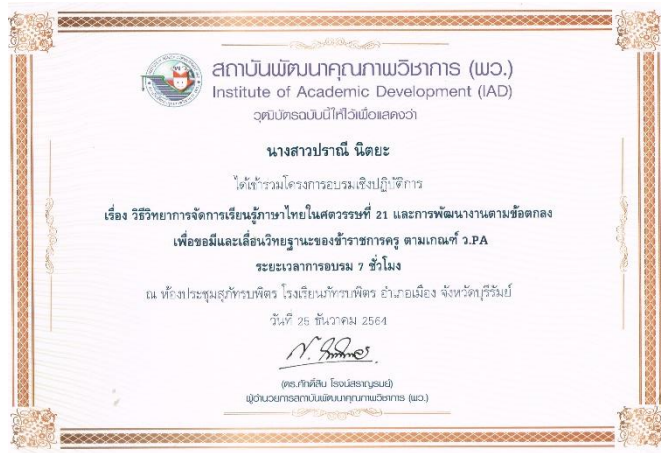 สถาบันพัฒนาคุณภาพวิชาการ (พว.)
Institute of Academic Development (IAD)
วุฒิบัตรฉบับนี้ให้ไว้เพื่อแสดงว่า
นางสาวปราณี นิตยะ
ได้เข้าร่วมโครงการอบรมเชิงปฏิบัติการ
เรื่อง วิธีวิทยาการจัดการเรียนรู้ภาษาไทยในศตวรรษที่ 21 และการพัฒนางานตามข้อตกลง
เพื่อขอมีและเลื่อนวิทยฐานะของข้าราชการครู ตามเกณฑ์ ว.PA
ระยะเวลาการอบรม 7 ชั่วโมง
ณ ห้องประชุมสุภัทรบพิตร โรงเรียนภัทรบพิตร อำเภอเมือง จังหวัดบุรีรัมย์
วันที่ 25 ธันวาคม 2564
(ดร.ศักดิ์สิน โรจน์สราญรมย์)
ผู้อำนวยการสถาบันพัฒนาคุณภาพวิชาการ (พว.)